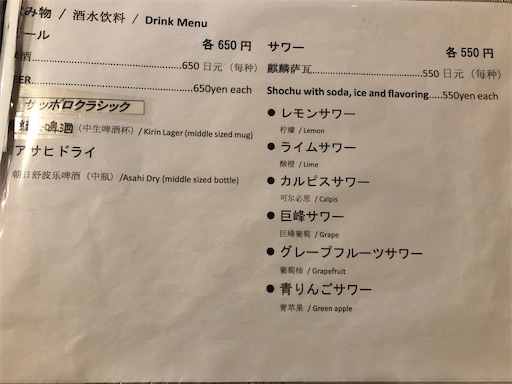 み物 / 酒水饮料 / Drink Menu
ール
各 650 円
酒.......................................650 日元（每种）
EER..............................650yen each
サッポロクラシック
啤酒（中生啤酒杯）/ Kirin Lager (middle sized mug)
アサヒドライ
朝日舒波乐啤酒（中瓶）/Asahi Dry (middle sized bottle)
サワー
各 550 円
麒麟萨瓦............................550 日元（每种）
Shochu with soda, ice and flavoring.....550yen each
● レモンサワー
柠檬 / Lemon
● ライムサワー
酸橙 / Lime
● カルピスサワー
可尔必思 / Calpis
● 巨峰サワー
巨峰葡萄 / Grape
● グレープフルーツサワー
葡萄柚 / Grapefruit
● 青りんごサワー
青苹果 / Green apple